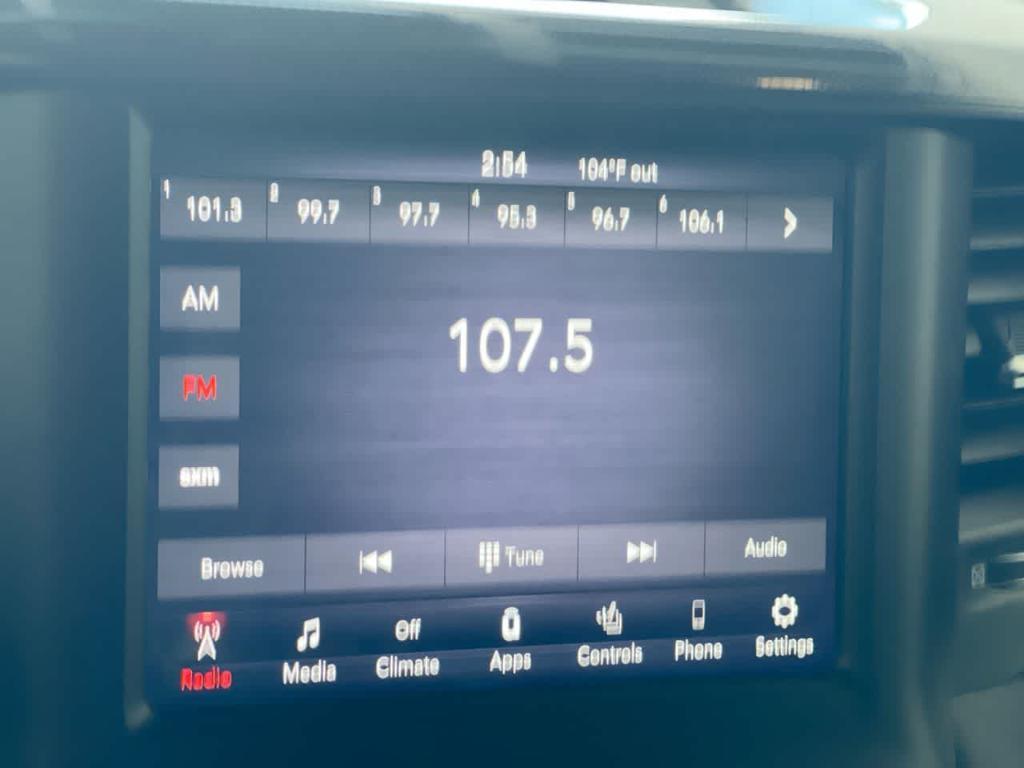 2:54 104°F out
1 101.3 2 99.7 3 97.7 4 95.3 5 96.7 6 106.1
AM
107.5
FM
sxm
Browse Tune Audio
Off
Radio Media Climate Apps Controls Phone Settings